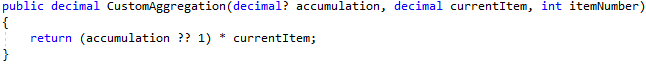 public decimal CustomAggregation(decimal? accumulation, decimal currentItem, int itemNumber)
{
    return (accumulation ?? 1) * currentItem;
}